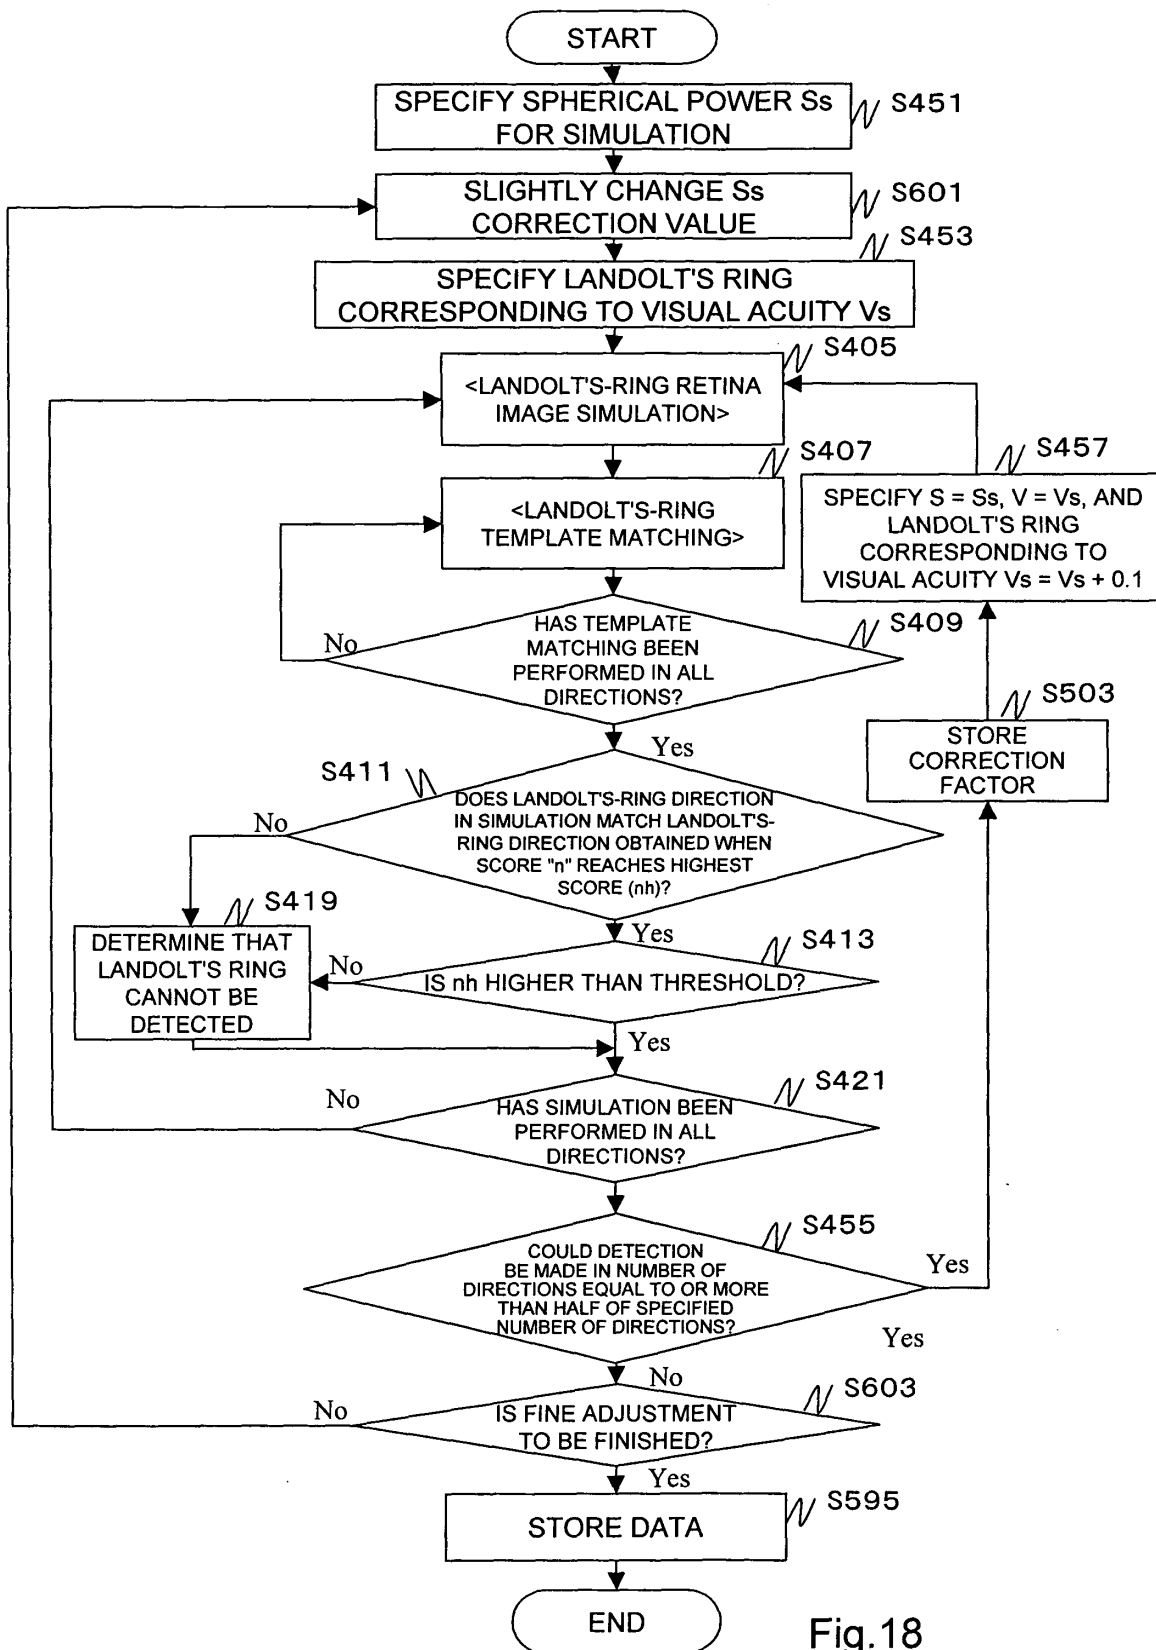 START
SPECIFY SPHERICAL POWER Ss
FOR SIMULATION
S451
SLIGHTLY CHANGE Ss
CORRECTION VALUE
S601
S453
SPECIFY LANDOLT'S RING
CORRESPONDING TO VISUAL ACUITY Vs
S405
<LANDOLT'S-RING RETINA
IMAGE SIMULATION>
S407
<LANDOLT'S-RING
TEMPLATE MATCHING>
S457
SPECIFY S = Ss, V = Vs, AND
LANDOLT'S RING
CORRESPONDING TO
VISUAL ACUITY Vs = Vs + 0.1
S409
No
HAS TEMPLATE
MATCHING BEEN
PERFORMED IN ALL
DIRECTIONS?
Yes
S503
STORE
CORRECTION
FACTOR
S411
No
DOES LANDOLT'S-RING DIRECTION
IN SIMULATION MATCH LANDOLT'S-
RING DIRECTION OBTAINED WHEN
SCORE "n" REACHES HIGHEST
SCORE (nh)?
Yes
S419
DETERMINE THAT
LANDOLT'S RING
CANNOT BE
DETECTED
S413
No
IS nh HIGHER THAN THRESHOLD?
Yes
S421
No
HAS SIMULATION BEEN
PERFORMED IN ALL
DIRECTIONS?
S455
COULD DETECTION
BE MADE IN NUMBER OF
DIRECTIONS EQUAL TO OR MORE
THAN HALF OF SPECIFIED
NUMBER OF DIRECTIONS?
Yes
Yes
No
S603
No
IS FINE ADJUSTMENT
TO BE FINISHED?
Yes
S595
STORE DATA
END
Fig.18